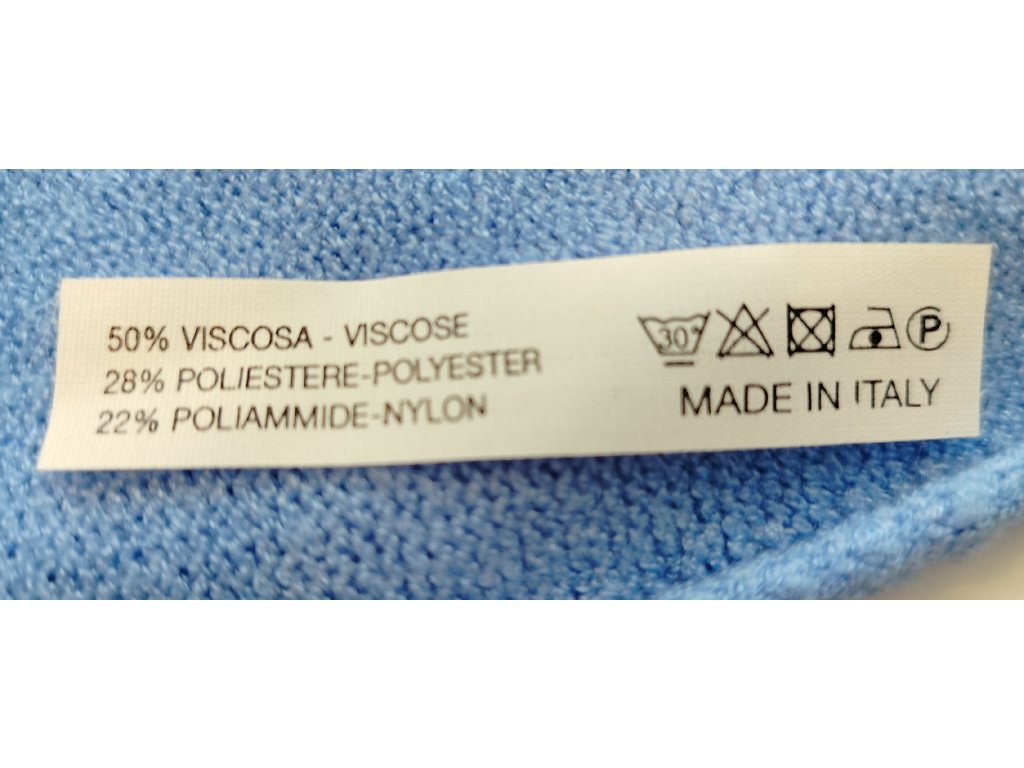 50% VISCOSA - VISCOSE
28% POLIESTERE-POLYESTER
22% POLIAMMIDE-NYLON
30°
P
MADE IN ITALY